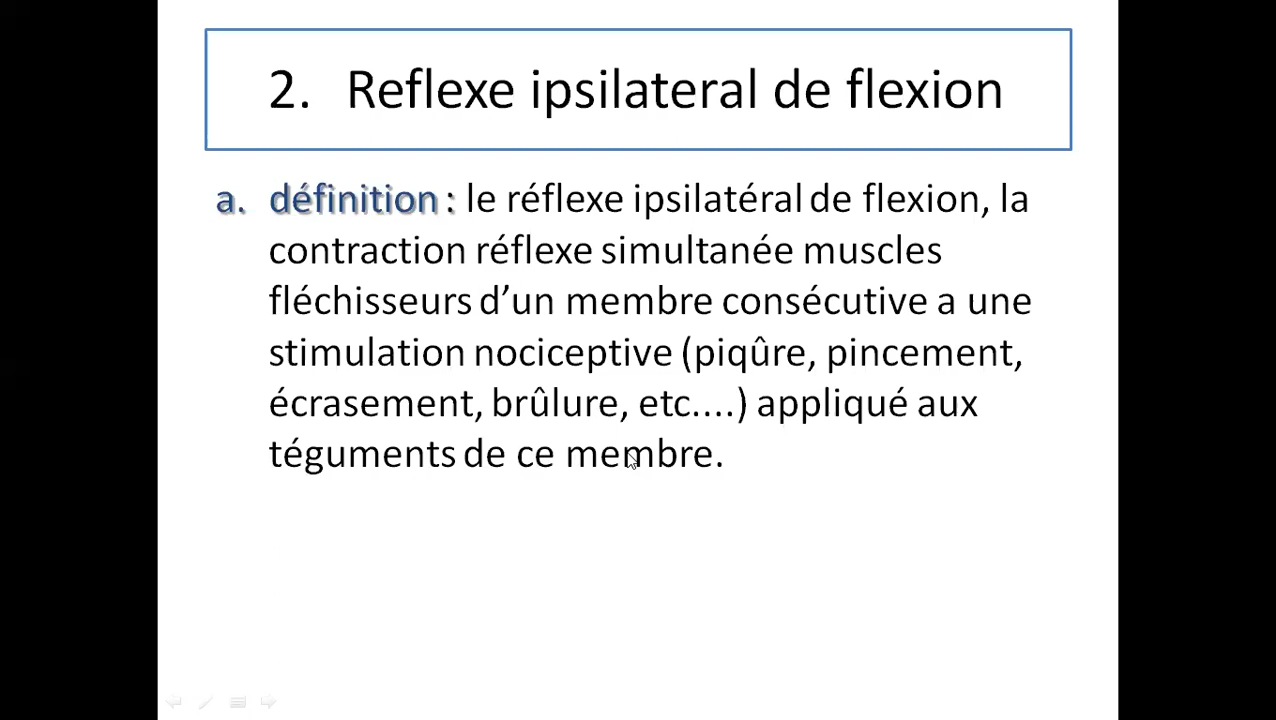 2. Reflexe ipsilateral de flexion
a. définition : le réflexe ipsilatéral de flexion, la
contraction réflexe simultanée muscles
fléchisseurs d’un membre consécutive a une
stimulation nociceptive (piqûre, pincement,
écrasement, brûlure, etc....) appliqué aux
téguments de ce membre.